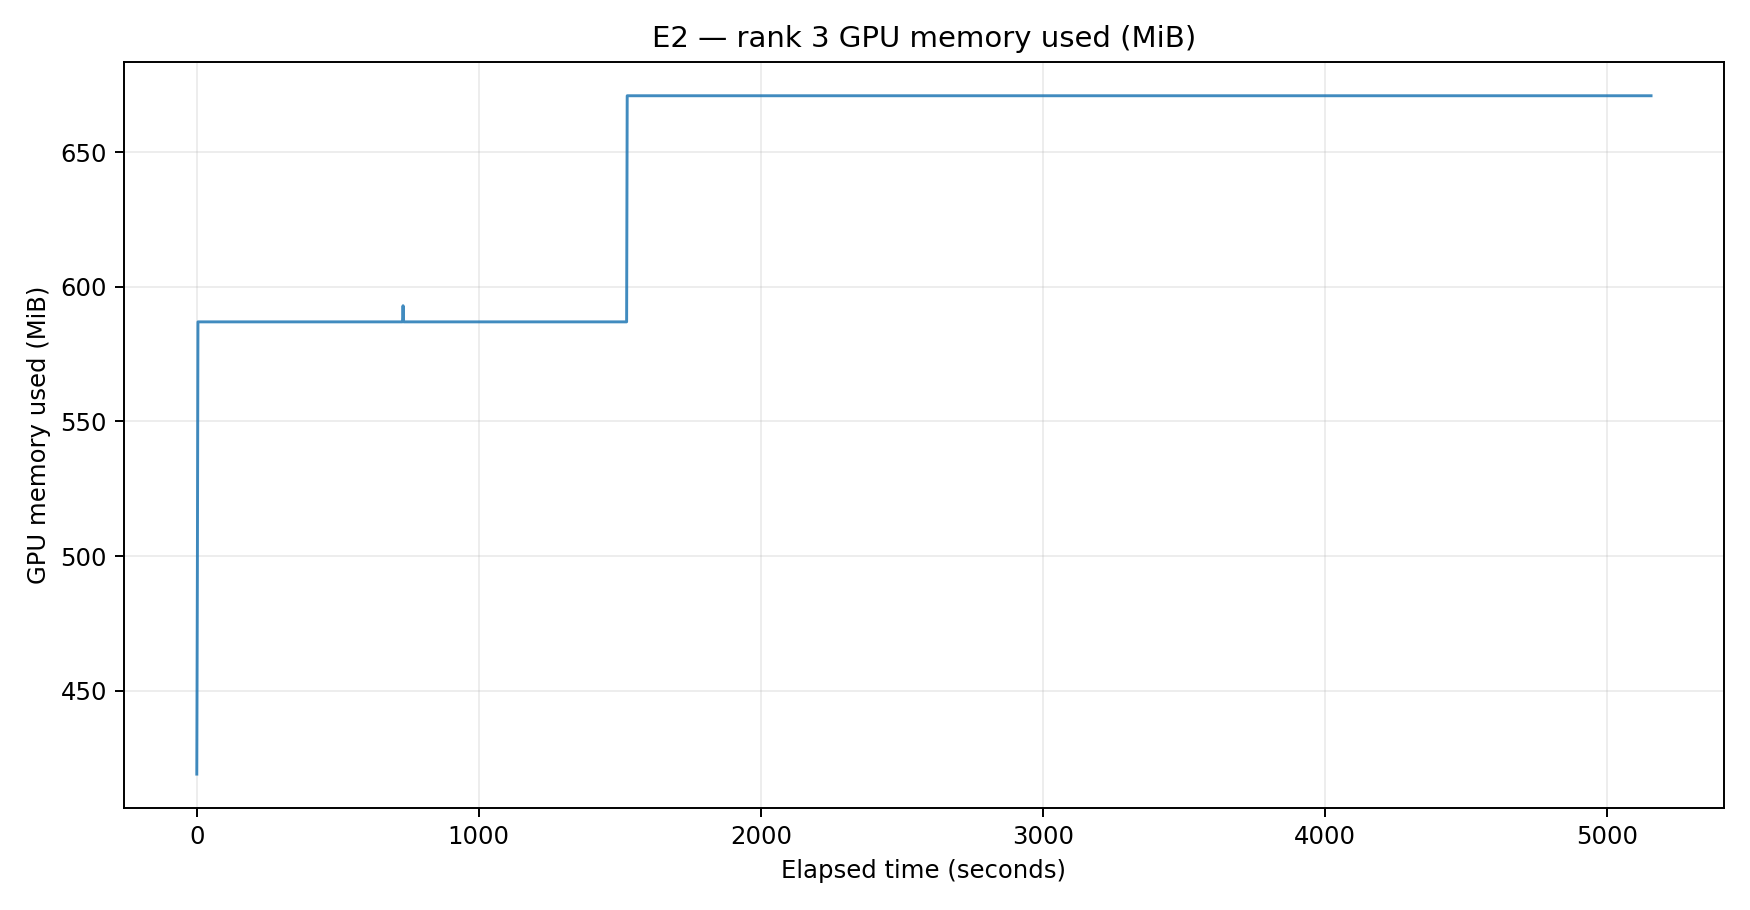 E2 — rank 3 GPU memory used (MiB)
GPU memory used (MiB)
650
600
550
500
450
0 1000 2000 3000 4000 5000
Elapsed time (seconds)